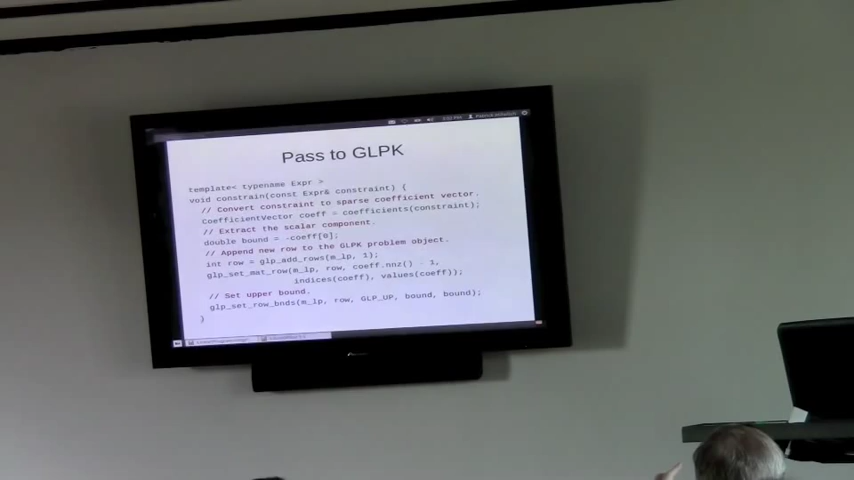 Pass to GLPK
template< typename Expr >
void constrain(const Expr& constraint) {
// Convert constraint to sparse coefficient vector.
CoefficientVector coeff = coefficients(constraint);
// Extract the scalar component.
double bound = -coeff[0];
// Append new row to the GLPK problem object.
int row = glp_add_rows(m_lp, 1);
glp_set_mat_row(m_lp, row, coeff.nnz() - 1,
indices(coeff), values(coeff));
// Set upper bound.
glp_set_row_bnds(m_lp, row, GLP_UP, bound, bound);
}